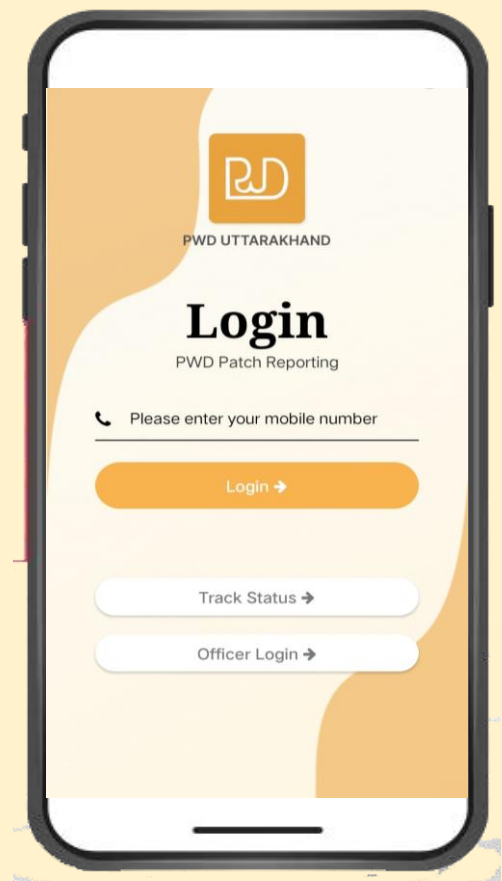 PWD
PWD UTTARAKHAND
Login
PWD Patch Reporting
Please enter your mobile number
Login
Track Status
Officer Login